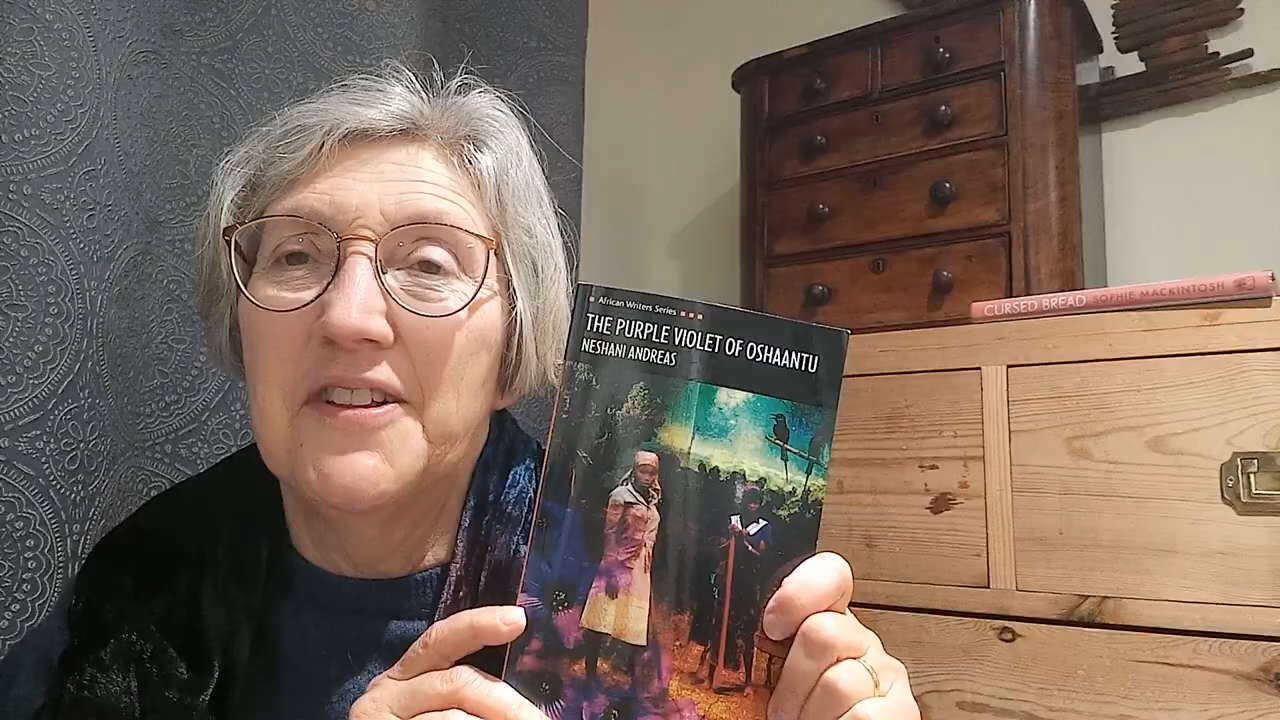 African Writers Series
THE PURPLE VIOLET OF OSHAANTU
NESHANI ANDREAS
CURSED BREAD SOPHIE MACKINTOSH